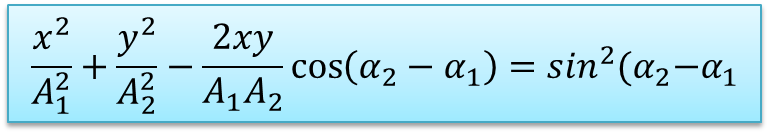 x²/A₁² + y²/A₂² − 2xy/A₁A₂ cos(α₂ − α₁) = sin²(α₂−α₁